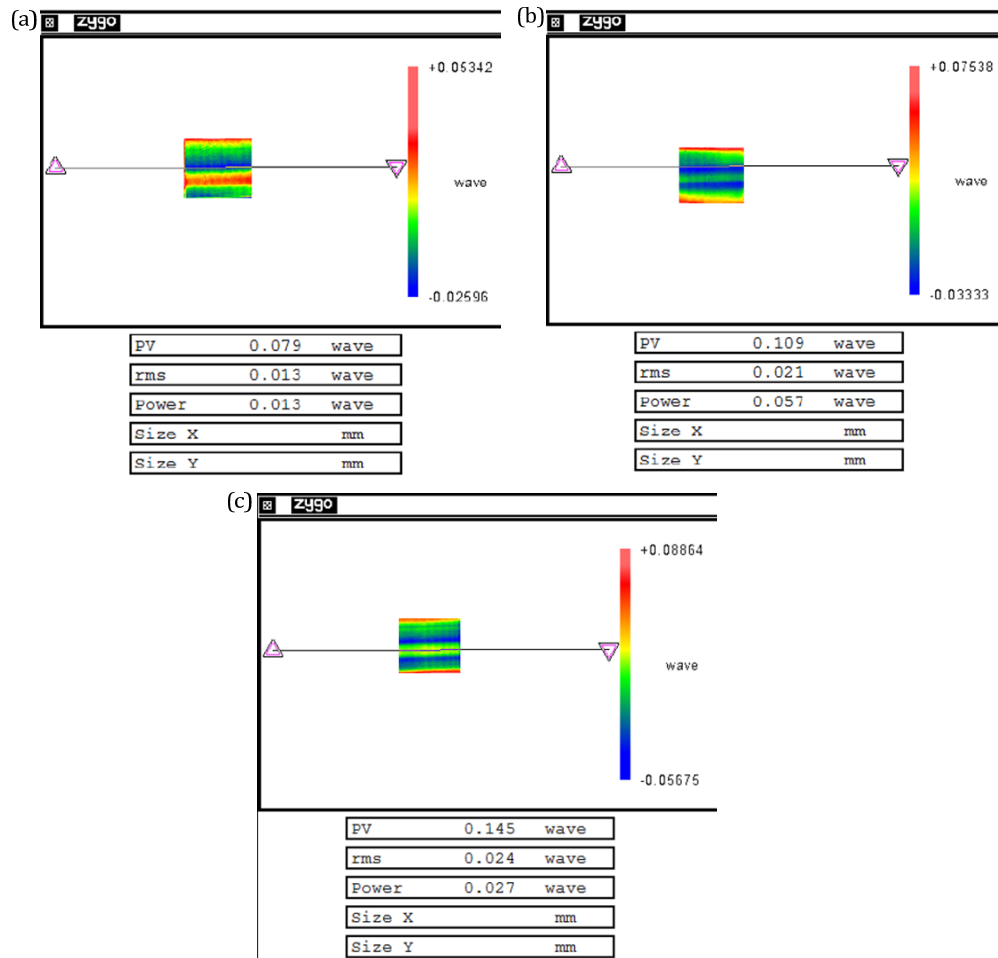 (a)
zygo
+0.05342
wave
-0.02596
PV 0.079 wave
rms 0.013 wave
Power 0.013 wave
Size X mm
Size Y mm
(b)
zygo
+0.07538
wave
-0.03333
PV 0.109 wave
rms 0.021 wave
Power 0.057 wave
Size X mm
Size Y mm
(c)
zygo
+0.08864
wave
-0.05675
PV 0.145 wave
rms 0.024 wave
Power 0.027 wave
Size X mm
Size Y mm